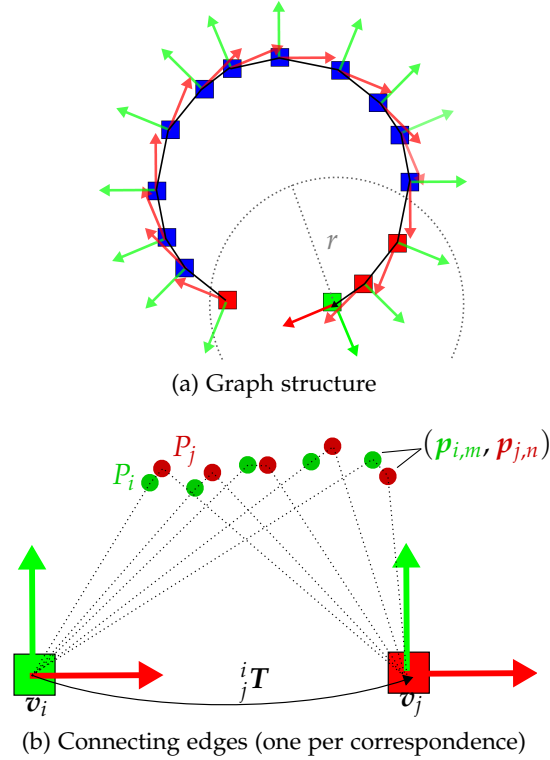 r
(a) Graph structure
P_i P_j (p_{i,m}, p_{j,n})
^i_j T
v_i v_j
(b) Connecting edges (one per correspondence)